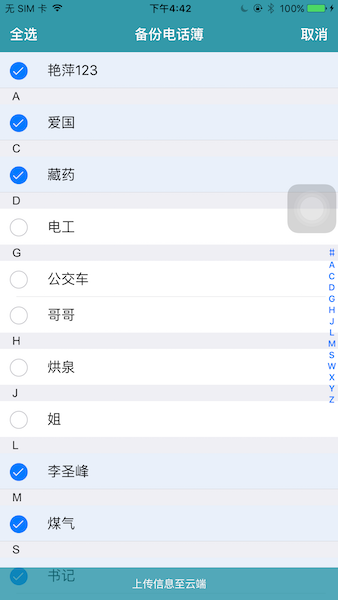 无 SIM 卡 下午4:42 100%
全选 备份电话簿 取消
艳萍123
A
爱国
C
藏药
D
电工
G
公交车
哥哥
H
烘泉
J
姐
L
李圣峰
M
煤气
S
书记
上传信息至云端
#
A
C
D
G
H
J
L
M
S
W
X
Y
Z